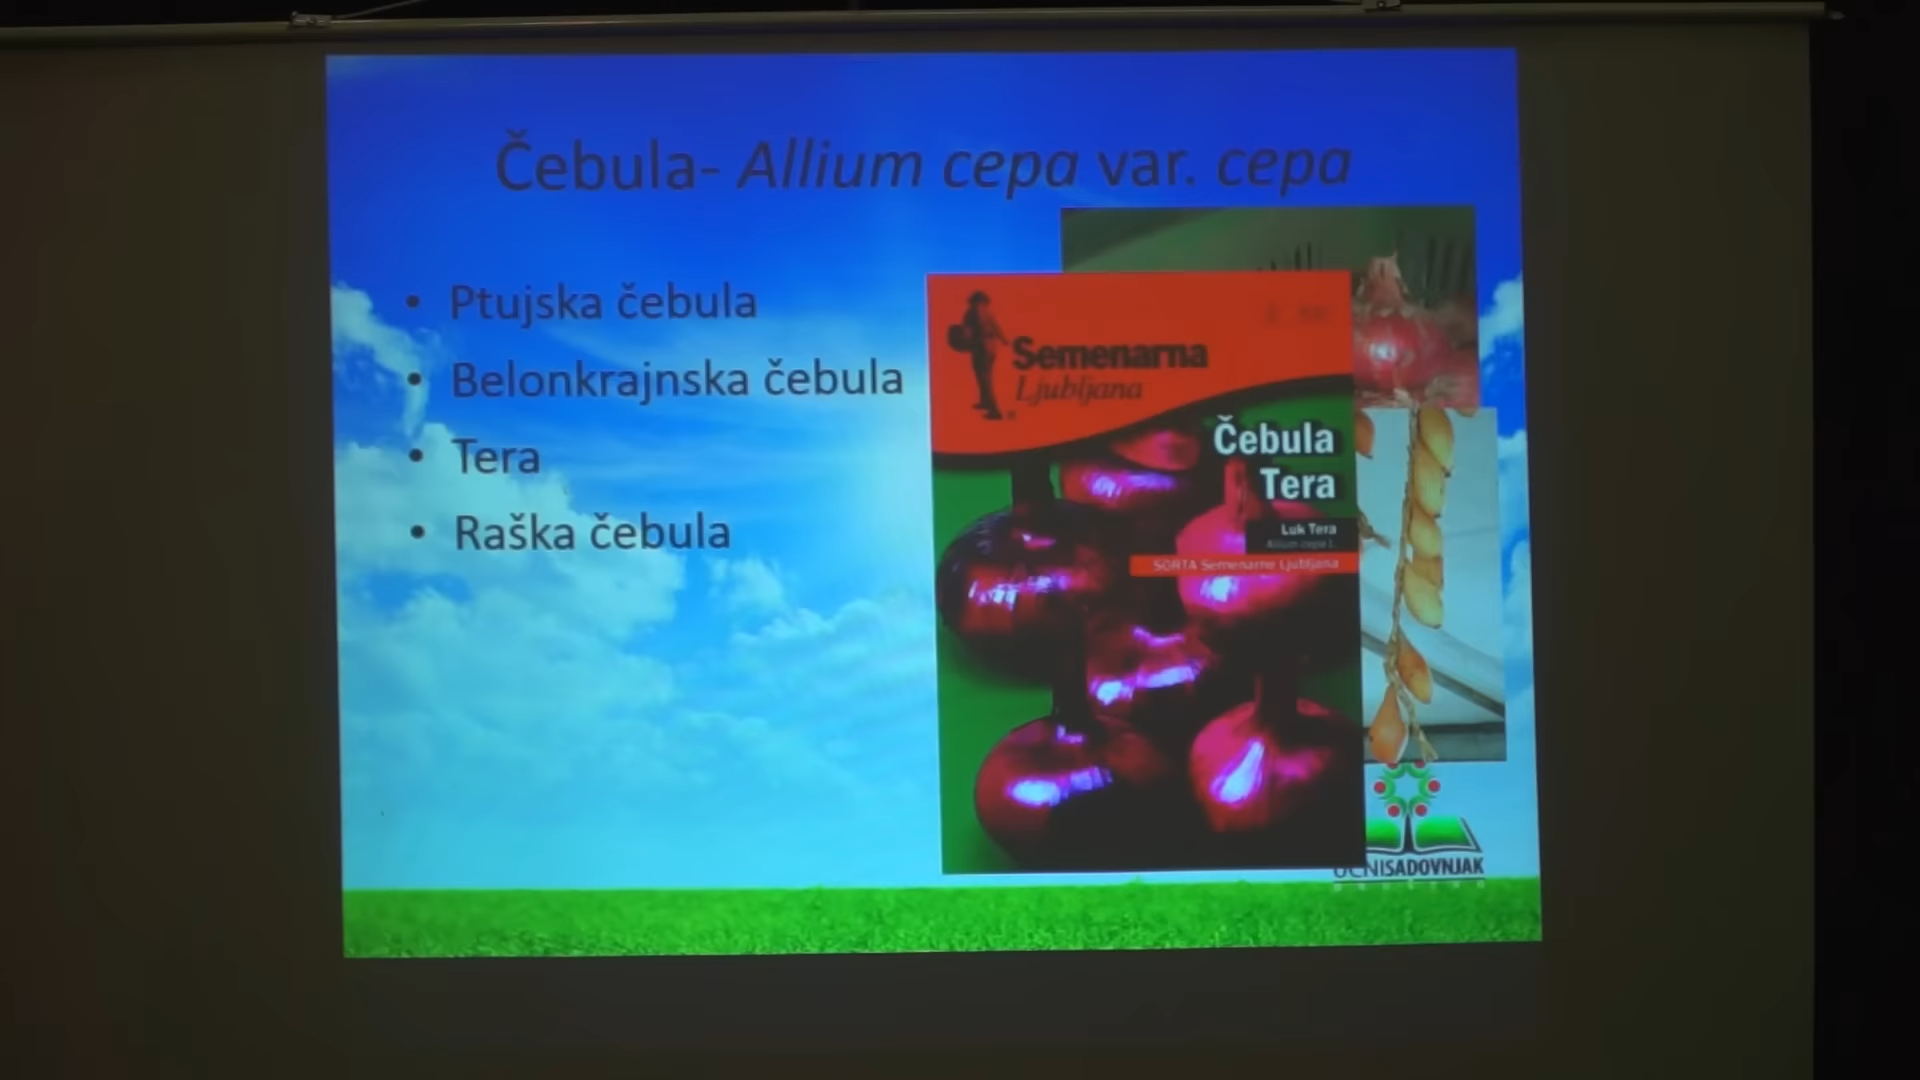 Čebula- Allium cepa var. cepa
• Ptujska čebula
• Belonkrajnska čebula
• Tera
• Raška čebula
Semenarna
Ljubljana
Čebula
Tera
Luk Tera
Allium cepa L.
SORTA Semenarne Ljubljana
UČNISADOVNJAK